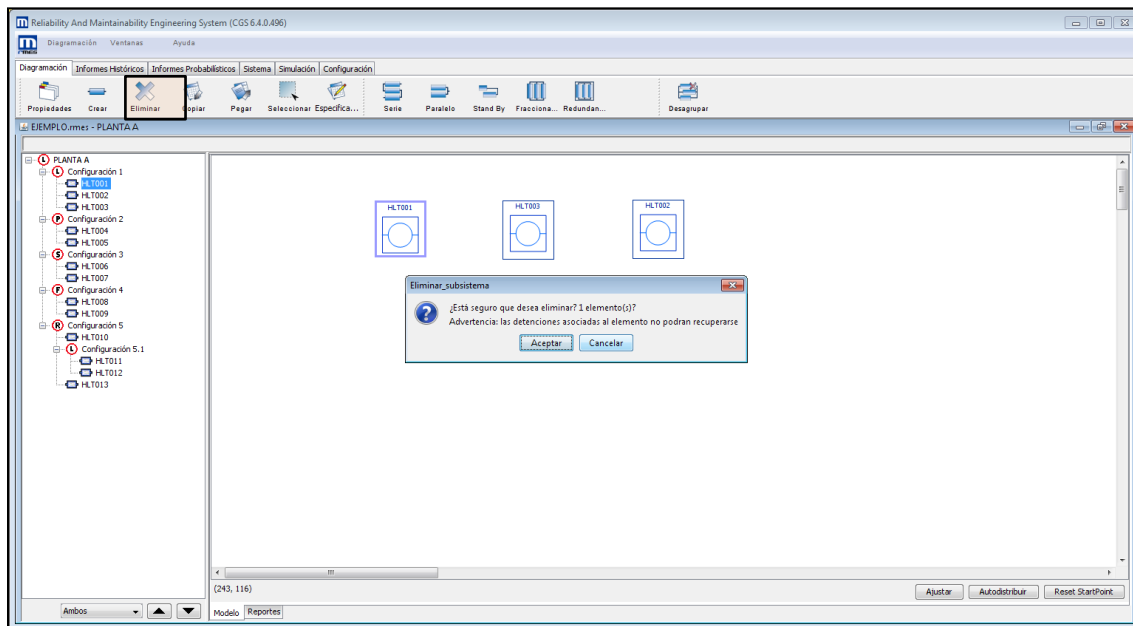 Reliability And Maintainability Engineering System (CGS 6.4.0.496)
Diagramación Ventanas Ayuda
Diagramación Informes Históricos Informes Probabilísticos Sistema Simulación Configuración
Propiedades Crear Eliminar Copiar Pegar Seleccionar Especifica... Serie Paralelo Stand By Fracciona... Redundan... Desagrupar
EJEMPLO.rmes - PLANTA A
L PLANTA A
L Configuración 1
HLT001
HLT002
HLT003
P Configuración 2
HLT004
HLT005
S Configuración 3
HLT006
HLT007
F Configuración 4
HLT008
HLT009
R Configuración 5
HLT010
L Configuración 5.1
HLT011
HLT012
HLT013
HLT001 HLT003 HLT002
Eliminar_subsistema
¿Está seguro que desea eliminar? 1 elemento(s)?
Advertencia: las detenciones asociadas al elemento no podran recuperarse
Aceptar Cancelar
(243, 116)
Ajustar Autodistribuir Reset StartPoint
Ambos
Modelo Reportes